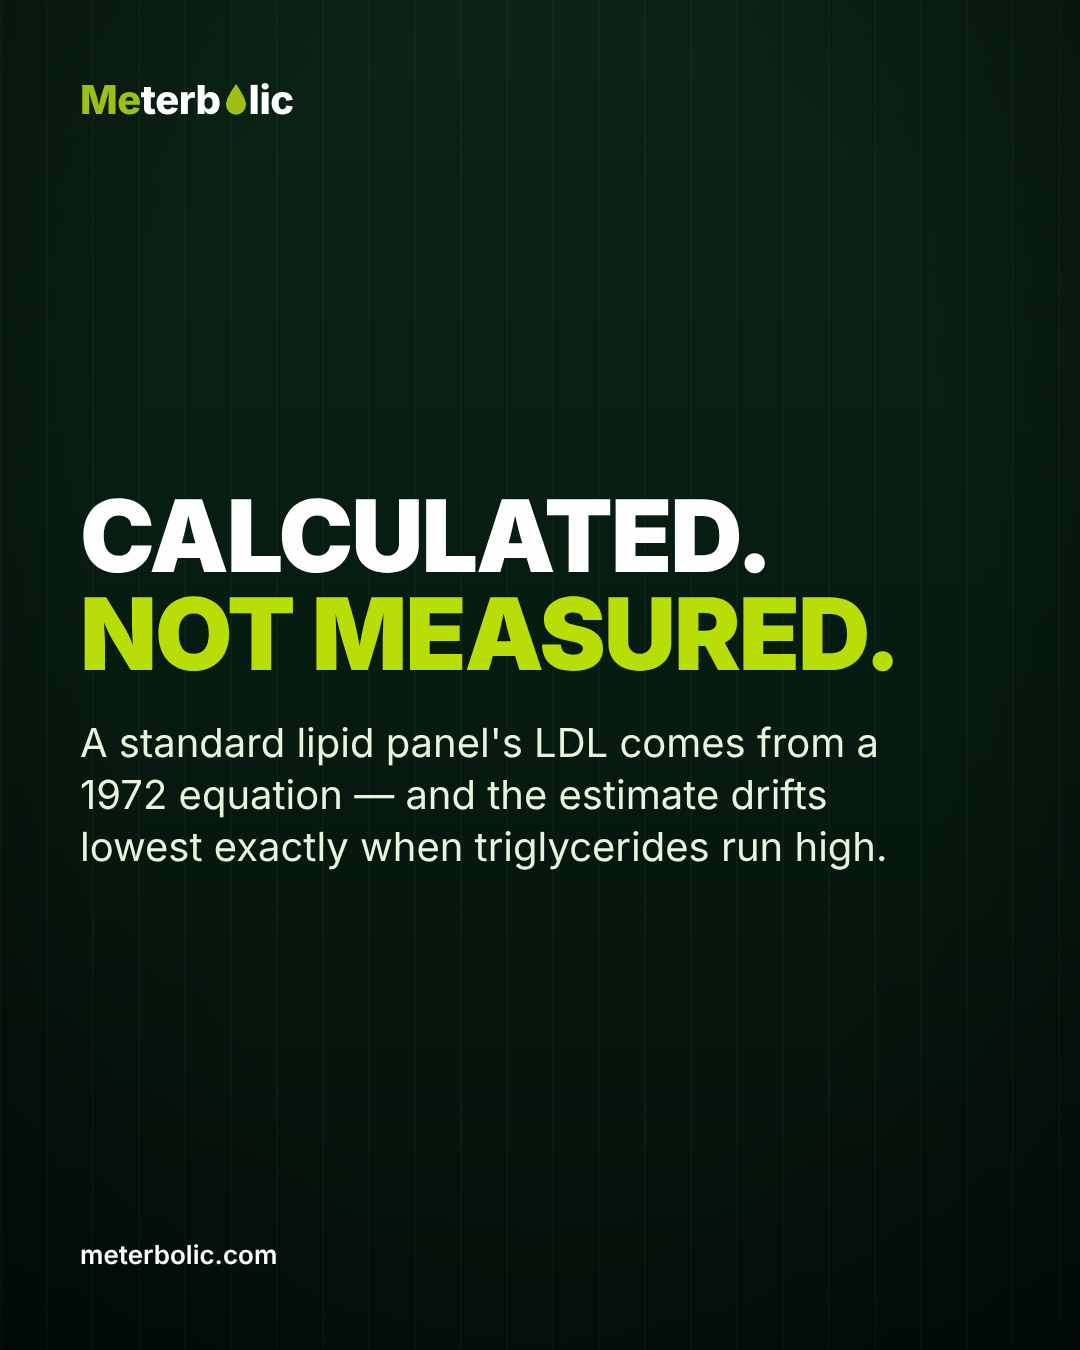 Meterbolic
CALCULATED.
NOT MEASURED.
A standard lipid panel's LDL comes from a
1972 equation — and the estimate drifts
lowest exactly when triglycerides run high.
meterbolic.com